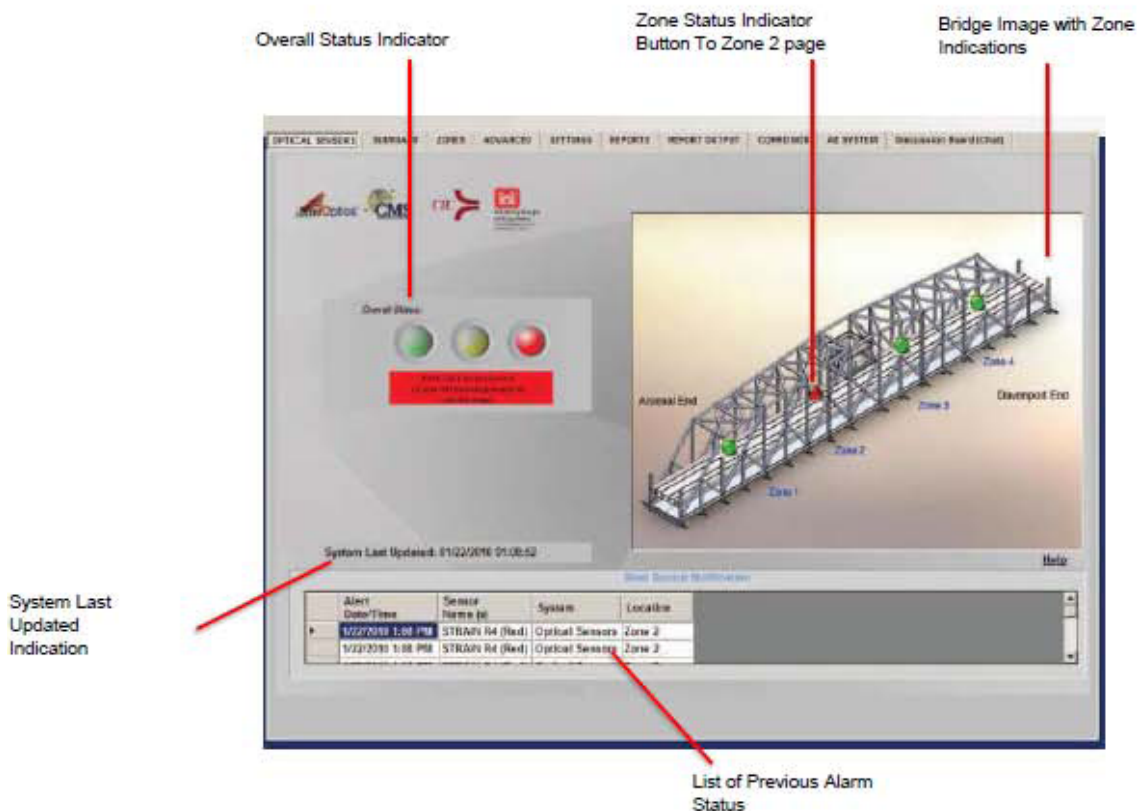 Overall Status Indicator
Zone Status Indicator
Button To Zone 2 page
Bridge Image with Zone
Indications
OPTICAL SENSORS SUMMARY ZONES ADVANCED SETTINGS REPORTS REPORT OUTPUT CORROSION AE SYSTEM Discussion Board (Chat)
CMS
Overall Status:
Arsenal End
Davenport End
Zone 4
Zone 3
Zone 2
Zone 1
System Last Updated: 01/22/2010 01:08:52
Help
System Last
Updated
Indication
Alert
Date/Time
Sensor
Name (s)
System
Location
1/22/2010 1:08 PM STRAIN R4 (Red) Optical Sensors Zone 2
1/22/2010 1:08 PM STRAIN R4 (Red) Optical Sensors Zone 2
List of Previous Alarm
Status